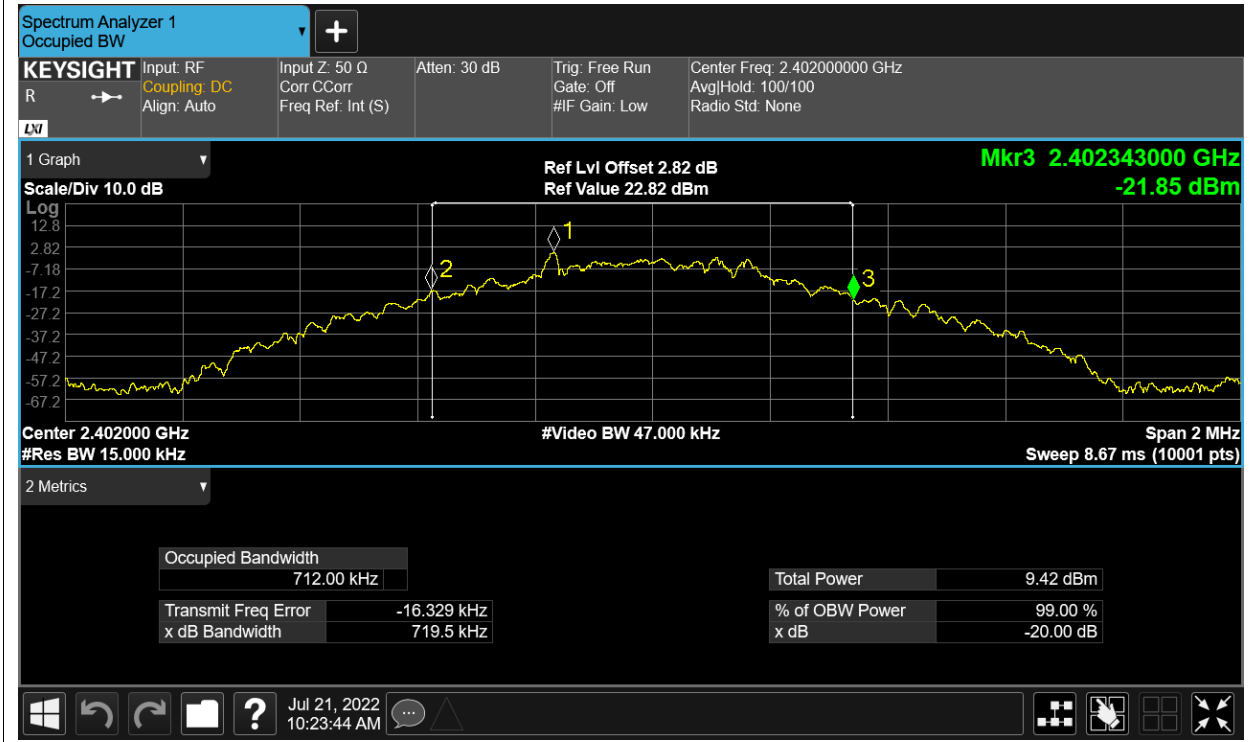 Spectrum Analyzer 1
Occupied BW
+
KEYSIGHT Input: RF Input Z: 50 Ω Atten: 30 dB Trig: Free Run Center Freq: 2.402000000 GHz
R Coupling: DC Corr CCorr Gate: Off Avg|Hold: 100/100
Align: Auto Freq Ref: Int (S) #IF Gain: Low Radio Std: None
LXI
1 Graph Ref Lvl Offset 2.82 dB Mkr3 2.402343000 GHz
Scale/Div 10.0 dB Ref Value 22.82 dBm -21.85 dBm
Log
12.8
2.82
-7.18
-17.2
-27.2
-37.2
-47.2
-57.2
-67.2
1
2
3
Center 2.402000 GHz #Video BW 47.000 kHz Span 2 MHz
#Res BW 15.000 kHz Sweep 8.67 ms (10001 pts)
2 Metrics
Occupied Bandwidth
712.00 kHz Total Power 9.42 dBm
Transmit Freq Error -16.329 kHz % of OBW Power 99.00 %
x dB Bandwidth 719.5 kHz x dB -20.00 dB
? Jul 21, 2022
10:23:44 AM